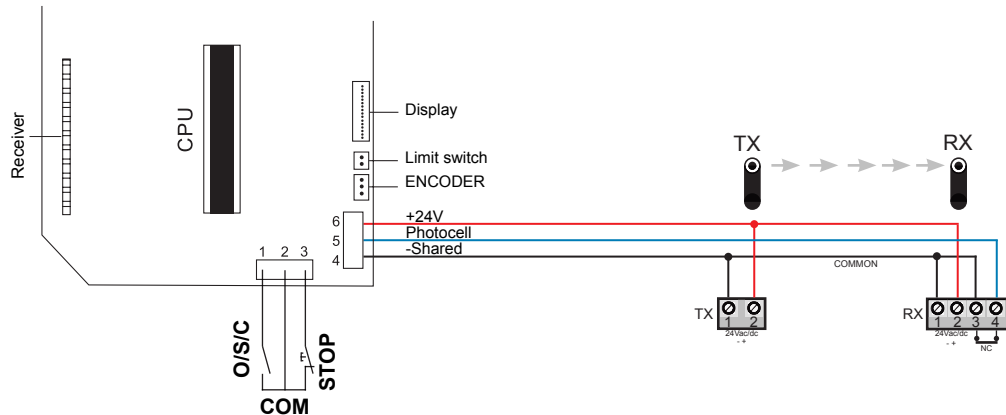 Receiver
CPU
Display
Limit switch
ENCODER
TX
RX
6
+24V
5
Photocell
4
-Shared
COMMON
1 2 3
TX
1 2
24Vac/dc
- +
RX
1 2 3 4
24Vac/dc
- +
NC
O/S/C
STOP
COM